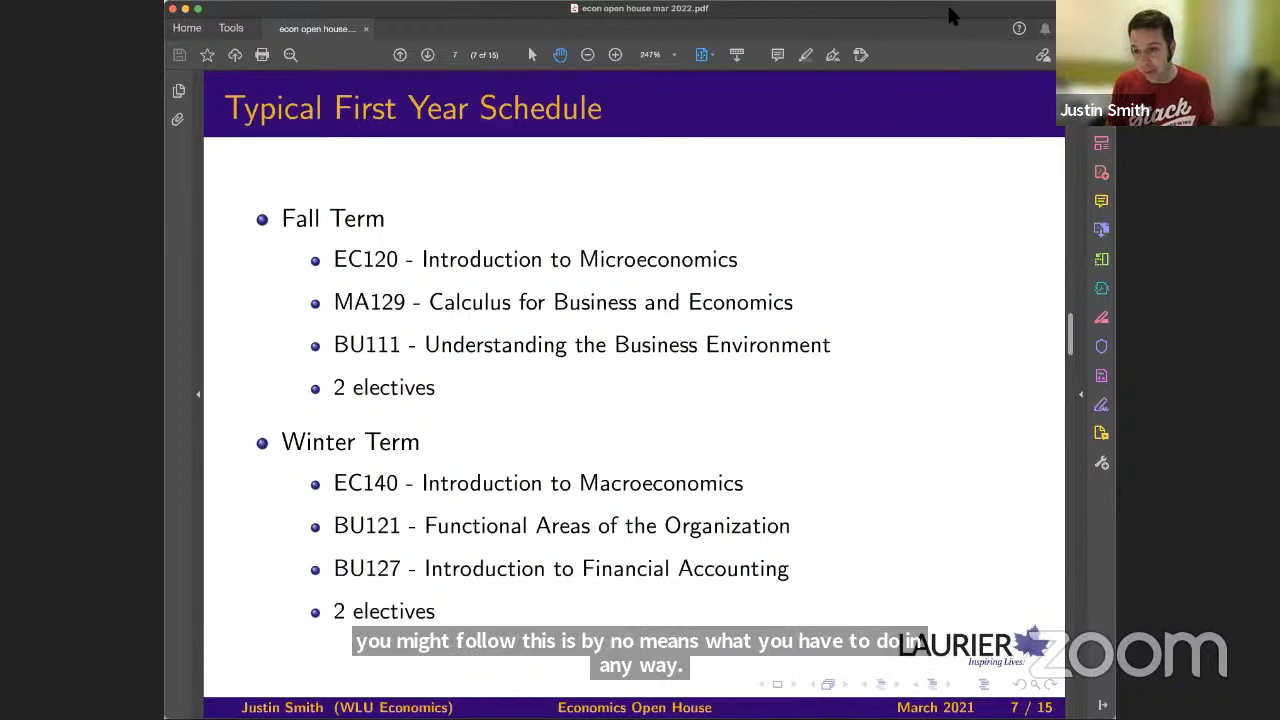 econ open house mar 2022.pdf
Home Tools econ open house... ×
7 (7 of 15) 247%
Justin Smith
Typical First Year Schedule
Fall Term
EC120 - Introduction to Microeconomics
MA129 - Calculus for Business and Economics
BU111 - Understanding the Business Environment
2 electives
Winter Term
EC140 - Introduction to Macroeconomics
BU121 - Functional Areas of the Organization
BU127 - Introduction to Financial Accounting
2 electives
you might follow this is by no means what you have to do in
any way.
LAURIER
Inspiring Lives.
zoom
Justin Smith (WLU Economics) Economics Open House March 2021 7 / 15